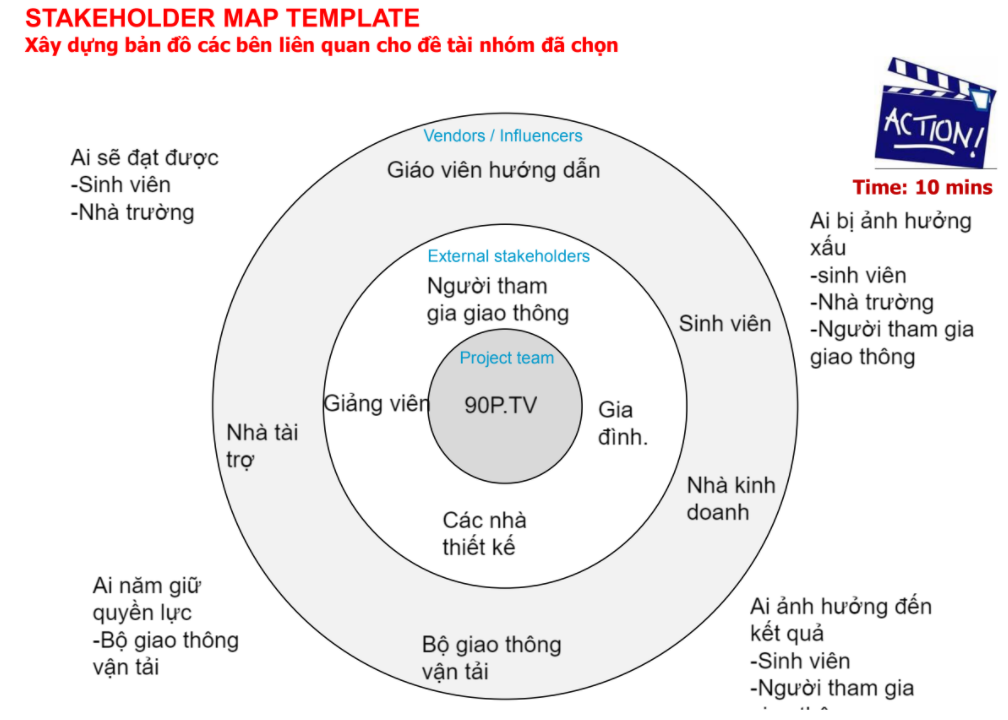 STAKEHOLDER MAP TEMPLATE
Xây dựng bản đồ các bên liên quan cho đề tài nhóm đã chọn
ACTION!
Time: 10 mins
Ai sẽ đạt được
-Sinh viên
-Nhà trường
Vendors / Influencers
Giáo viên hướng dẫn
Ai bị ảnh hưởng
xấu
-sinh viên
-Nhà trường
-Người tham gia
giao thông
External stakeholders
Người tham
gia giao thông
Sinh viên
Project team
90P.TV
Giảng viên
Gia
đình.
Nhà tài
trợ
Nhà kinh
doanh
Các nhà
thiết kế
Bộ giao thông
vận tải
Ai năm giữ
quyền lực
-Bộ giao thông
vận tải
Ai ảnh hưởng đến
kết quả
-Sinh viên
-Người tham gia